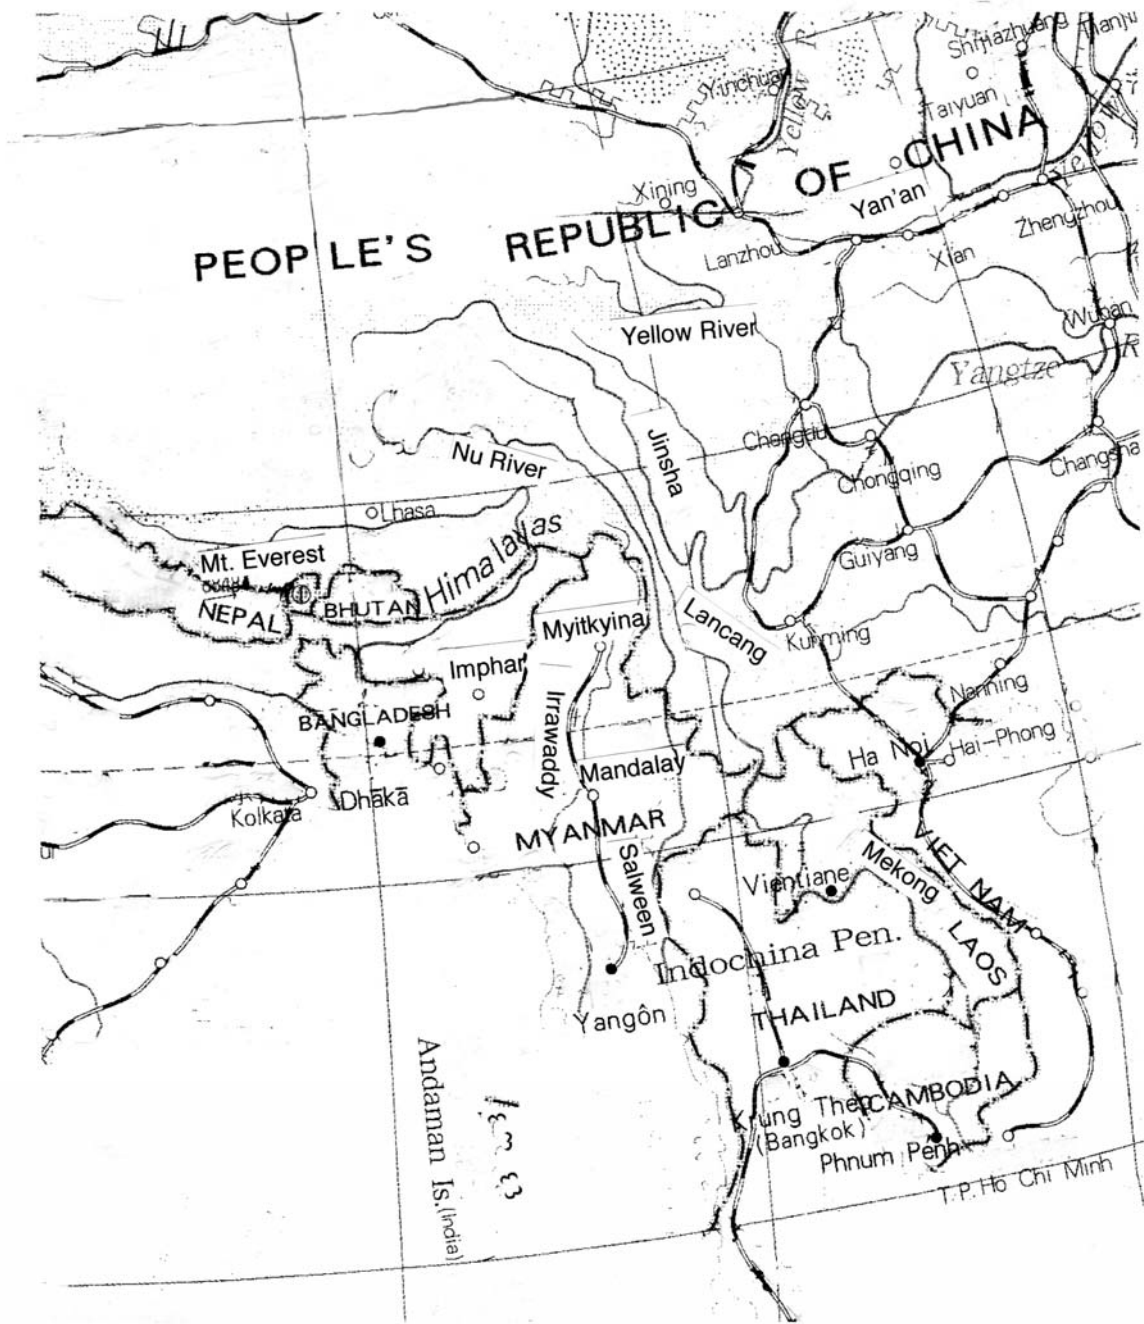 Shijiazhuang
Yinchuan
Taiyuan
Yellow R
PEOPLE'S REPUBLIC OF CHINA
Xining
Yan'an
Lanzhou
Xian
Zhengzhou
Yellow River
Wuhan
Yangtze R
Chengdu
Jinsha
Nu River
Chongqing
Changsha
Lhasa
Himalayas
Mt. Everest
Guiyang
NEPAL
BHUTAN
Lancang
Myitkyina
Kunming
Imphar
Nanning
Irrawaddy
BANGLADESH
Ha Noi
Hai-Phong
Mandalay
Dhākā
Kolkata
MYANMAR
VIET NAM
Mekong
Salween
Vientiane
LAOS
Indochina Pen.
THAILAND
Yangôn
CAMBODIA
Krung Thep
(Bangkok)
Phnum Penh
Andaman Is.(India)
T.P.Ho Chi Minh